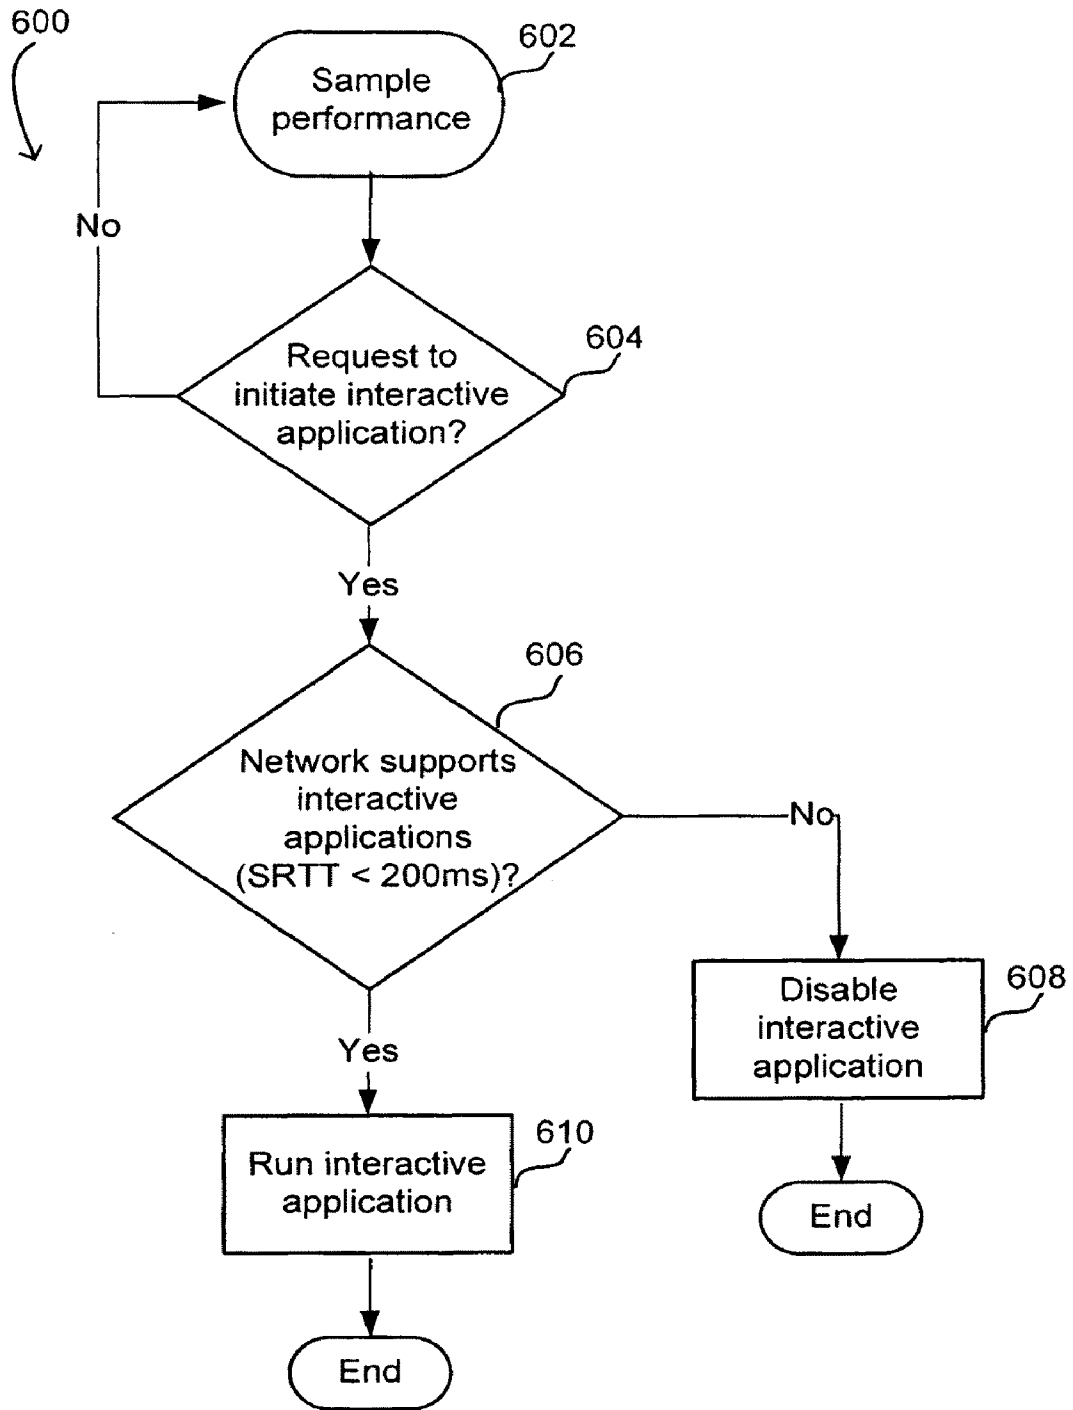 600
602
Sample
performance
No
604
Request to
initiate interactive
application?
Yes
606
Network supports
interactive
applications
(SRTT < 200ms)?
No
608
Disable
interactive
application
Yes
610
Run interactive
application
End
End